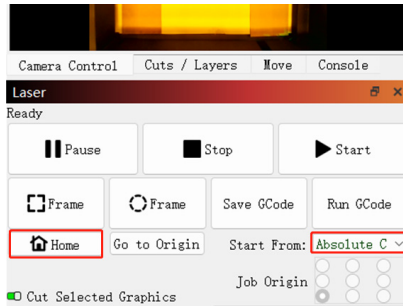 Camera Control Cuts / Layers Move Console
Laser
Ready
Pause Stop Start
Frame Frame Save GCode Run GCode
Home Go to Origin Start From: Absolute C
Job Origin
Cut Selected Graphics